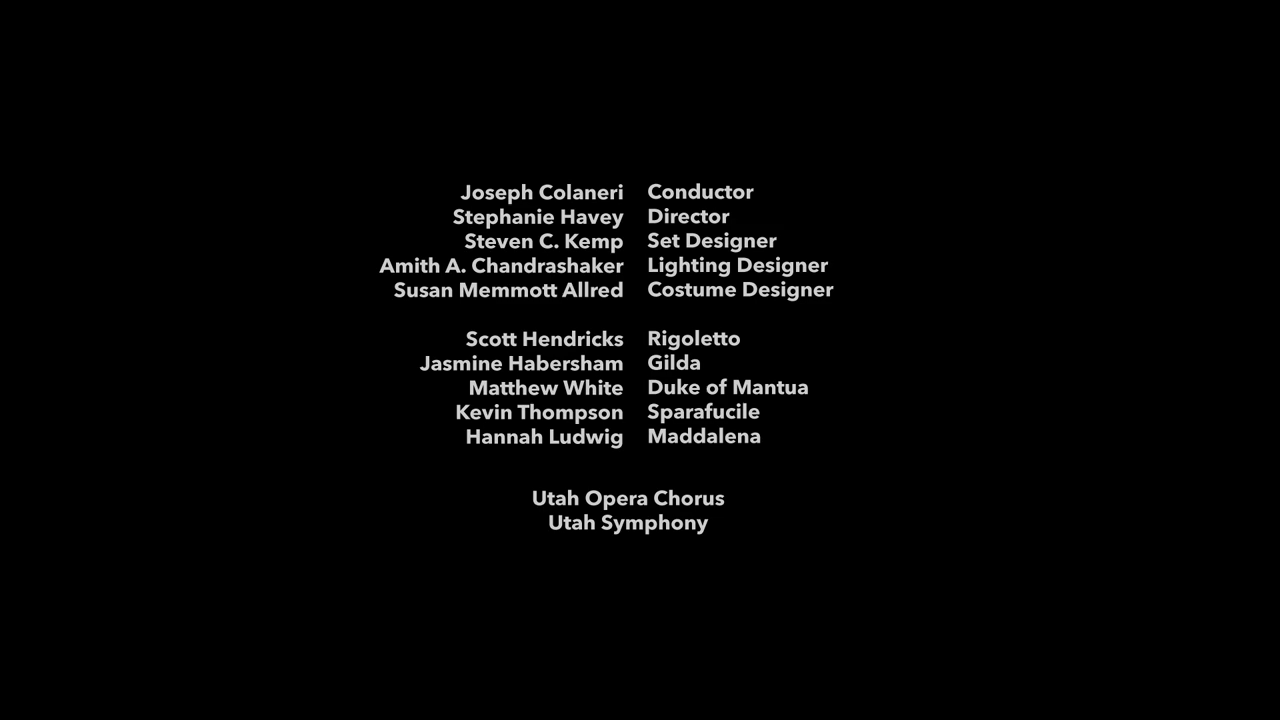 Joseph Colaneri Conductor
Stephanie Havey Director
Steven C. Kemp Set Designer
Amith A. Chandrashaker Lighting Designer
Susan Memmott Allred Costume Designer
Scott Hendricks Rigoletto
Jasmine Habersham Gilda
Matthew White Duke of Mantua
Kevin Thompson Sparafucile
Hannah Ludwig Maddalena
Utah Opera Chorus
Utah Symphony